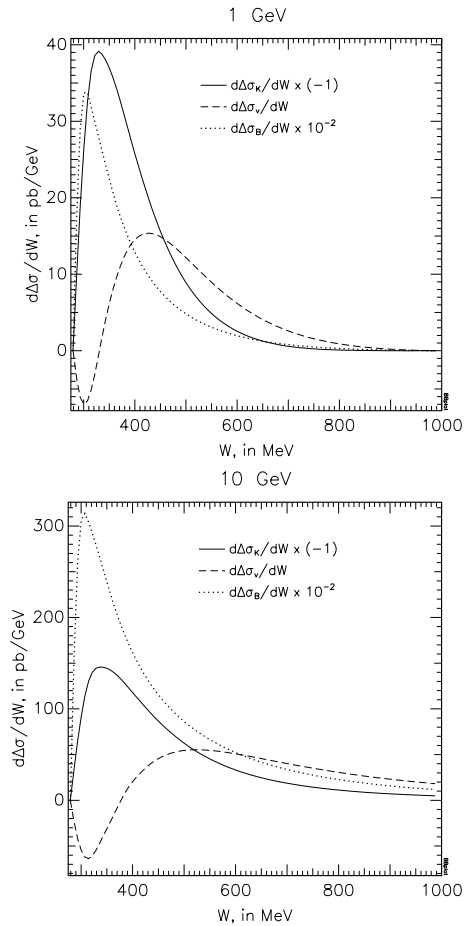 1 GeV
40
30
20
10
0
dΔσ/dW, in pb/GeV
dΔσ_K/dW x (−1)
dΔσ_v/dW
dΔσ_B/dW x 10⁻²
400 600 800 1000
W, in MeV
10 GeV
300
200
100
0
dΔσ/dW, in pb/GeV
dΔσ_K/dW x (−1)
dΔσ_v/dW
dΔσ_B/dW x 10⁻²
400 600 800 1000
W, in MeV